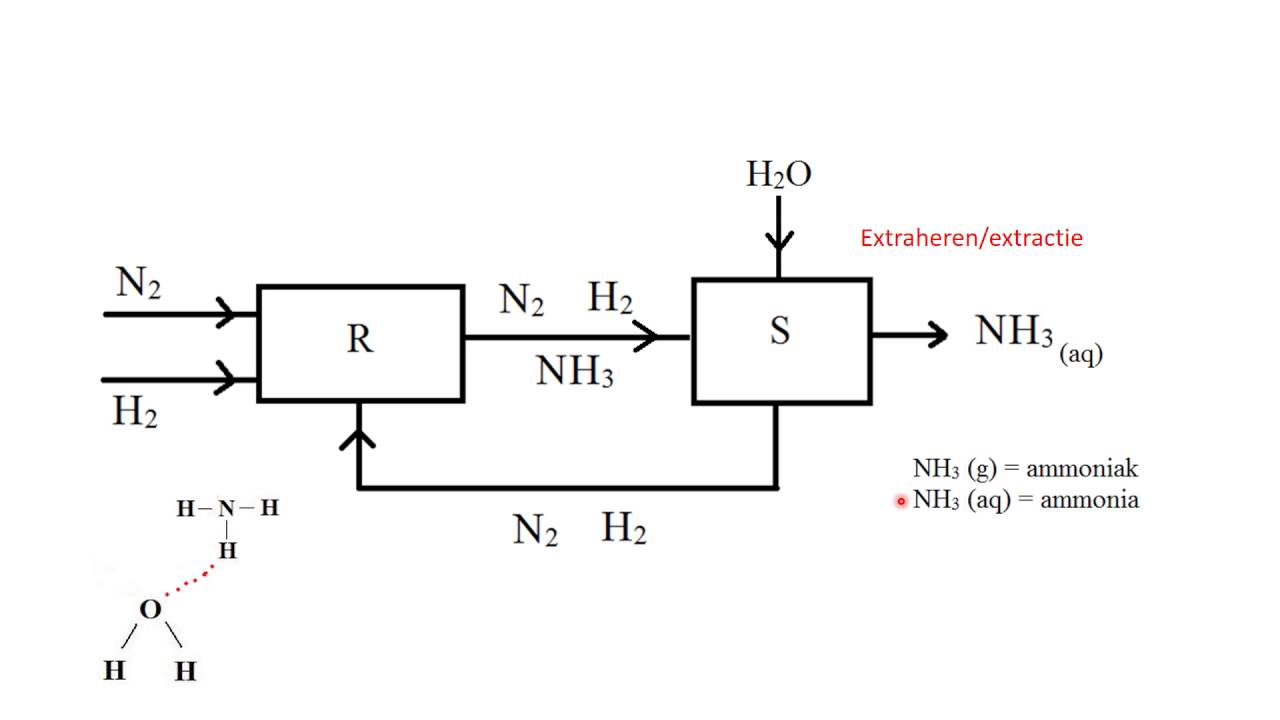 H₂O
Extraheren/extractie
N₂
N₂ H₂
R
S
NH₃ (aq)
NH₃
H₂
NH₃ (g) = ammoniak
NH₃ (aq) = ammonia
H–N–H
H
N₂ H₂
O
H H